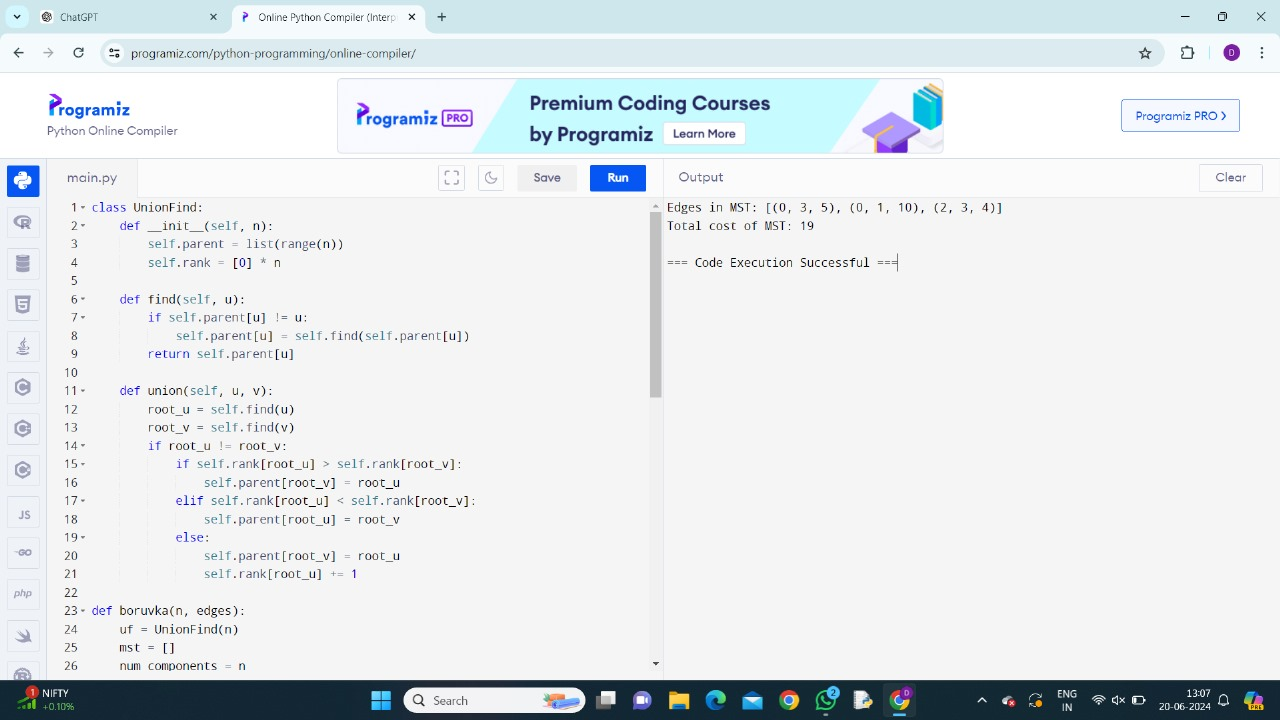 ChatGPT
Online Python Compiler (Interp
programiz.com/python-programming/online-compiler/
D
Programiz
Python Online Compiler
Programiz PRO
Premium Coding Courses
by Programiz
Learn More
Programiz PRO
main.py
Save
Run
Output
Clear
1 class UnionFind:
2     def __init__(self, n):
3         self.parent = list(range(n))
4         self.rank = [0] * n
5
6     def find(self, u):
7         if self.parent[u] != u:
8             self.parent[u] = self.find(self.parent[u])
9         return self.parent[u]
10
11     def union(self, u, v):
12         root_u = self.find(u)
13         root_v = self.find(v)
14         if root_u != root_v:
15             if self.rank[root_u] > self.rank[root_v]:
16                 self.parent[root_v] = root_u
17             elif self.rank[root_u] < self.rank[root_v]:
18                 self.parent[root_u] = root_v
19             else:
20                 self.parent[root_v] = root_u
21                 self.rank[root_u] += 1
22
23 def boruvka(n, edges):
24     uf = UnionFind(n)
25     mst = []
26     num_components = n
Edges in MST: [(0, 3, 5), (0, 1, 10), (2, 3, 4)]
Total cost of MST: 19
=== Code Execution Successful ===
R
JS
GO
php
1
NIFTY
+0.10%
Search
2
D
ENG
IN
13:07
20-06-2024
PRE